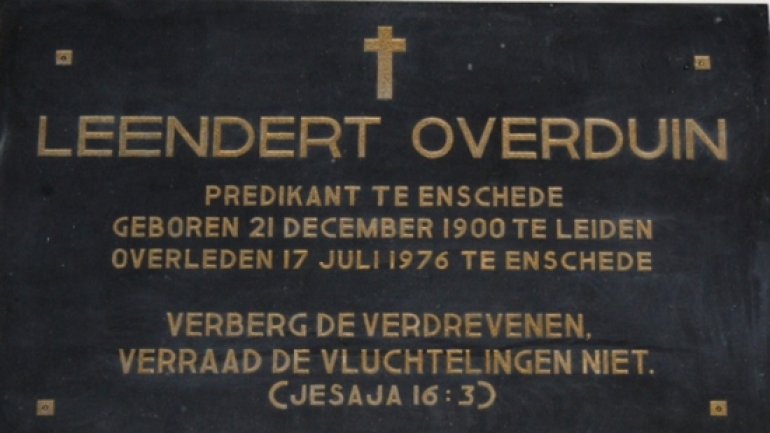 LEENDERT OVERDUIN
PREDIKANT TE ENSCHEDE
GEBOREN 21 DECEMBER 1900 TE LEIDEN
OVERLEDEN 17 JULI 1976 TE ENSCHEDE
VERBERG DE VERDREVENEN,
VERRAAD DE VLUCHTELINGEN NIET.
(JESAJA 16:3)